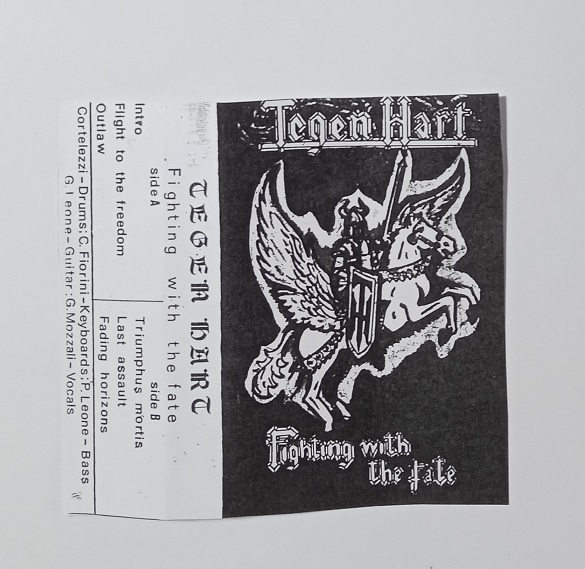 Tegen Hart
Fighting with
the fate
TEGEN HART
Fighting with the fate
side A
Intro
Flight to the freedom
Outlaw
side B
Triumphus mortis
Last assault
Fading horizons
Cortelezzi – Drums; C. Fiorini – Keyboards; P. Leone – Bass
G. Leone – Guitar; G. Mozzali – Vocals